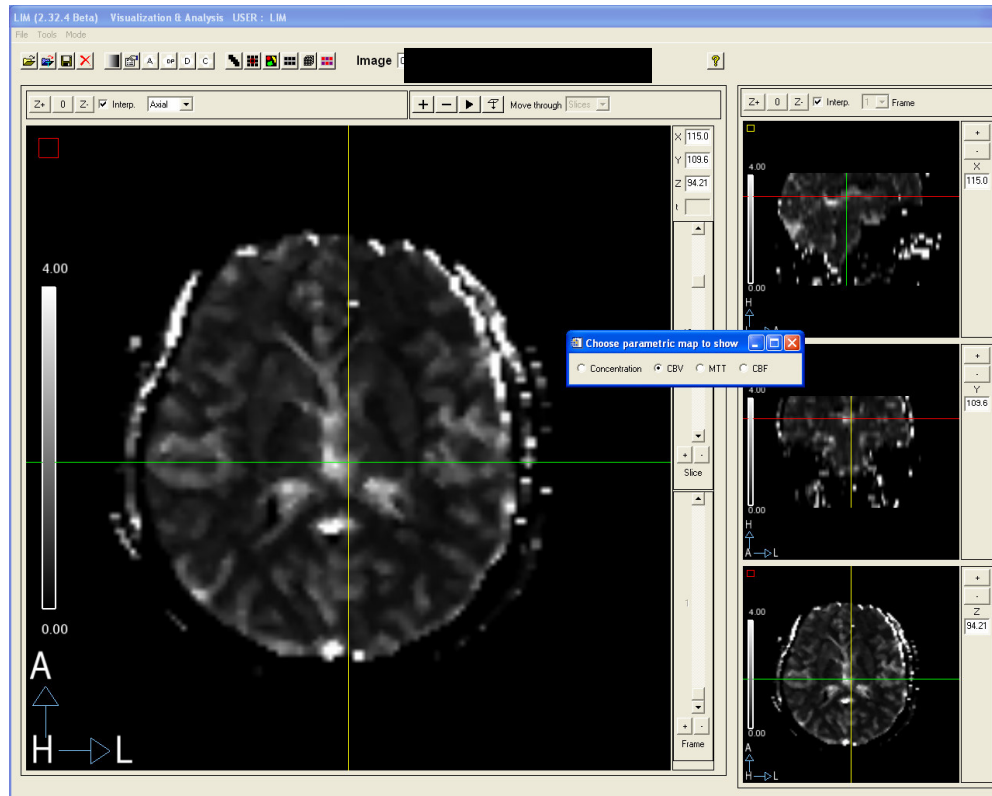 LIM (2.32.4 Beta) Visualization & Analysis USER : LIM
File Tools Mode
A DP D C Image ?
Z+ 0 Z- Interp. Axial + − Move through Slices
X 115.0
Y 109.6
Z 94.21
t
4.00
0.00
A
H L
+ -
Slice
1
+ -
Frame
Choose parametric map to show
Concentration CBV MTT CBF
Z+ 0 Z- Interp. 1 Frame
4.00
0.00
H
A
+
-
X
115.0
4.00
0.00
H
A L
+
-
Y
109.6
4.00
0.00
A
H L
+
-
Z
94.21